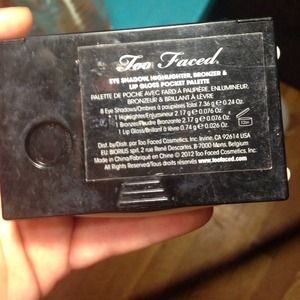 Too Faced.
EYE SHADOW, HIGHLIGHTER, BRONZER &
LIP GLOSS POCKET PALETTE
PALETTE DE POCHE AVEC FARD À PAUPIÈRE, ENLUMINEUR,
BRONZEUR & BRILLANT À LÈVRE
8 Eye Shadow/Ombres à paupières Totals 7.36 g 0.24 Oz.
1 Highlighter/Enlumineur 2.17 g 0.076 Oz.
1 Bronzer/Poudre Bronzante 2.17 g 0.076 Oz.
1 Lip Gloss/Brillant à lèvre 0.74 g 0.026 Oz.
12M
Dist. by/Distr. par Too Faced Cosmetics, Inc. Irvine, CA 92614 USA
EU: BIORIUS sprl, 2 rue René Descartes, B-7000 Mons, Belgium
Made in China/Fabriqué en Chine © 2012 Too Faced Cosmetics, Inc.
All Rights Reserved/Tous droits réservés www.toofaced.com